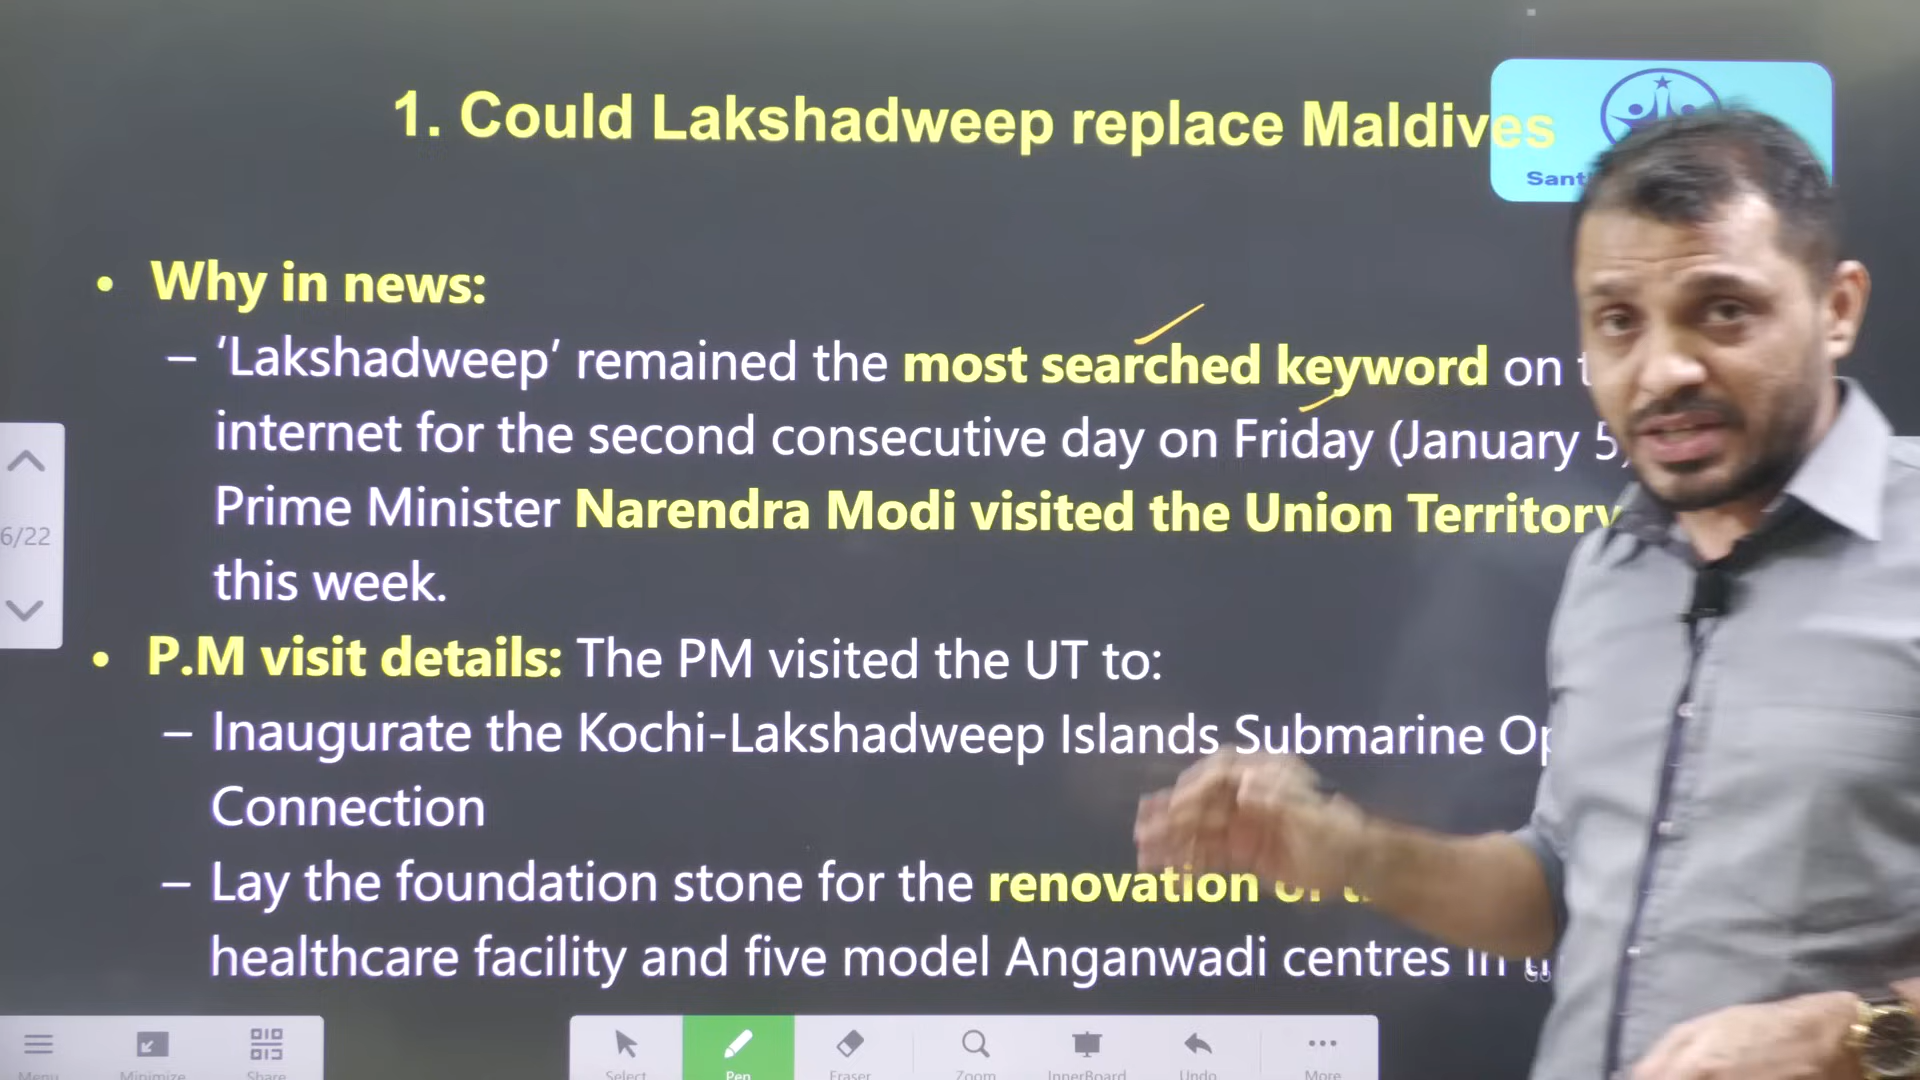 1. Could Lakshadweep replace Maldives
• Why in news:
– ‘Lakshadweep’ remained the most searched keyword on
internet for the second consecutive day on Friday (January 5,
Prime Minister Narendra Modi visited the Union Territory
this week.
• P.M visit details: The PM visited the UT to:
– Inaugurate the Kochi-Lakshadweep Islands Submarine
Connection
– Lay the foundation stone for the renovation
healthcare facility and five model Anganwadi centres in
6/22
Menu Minimize Share Select Pen Eraser Zoom InnerBoard Undo More